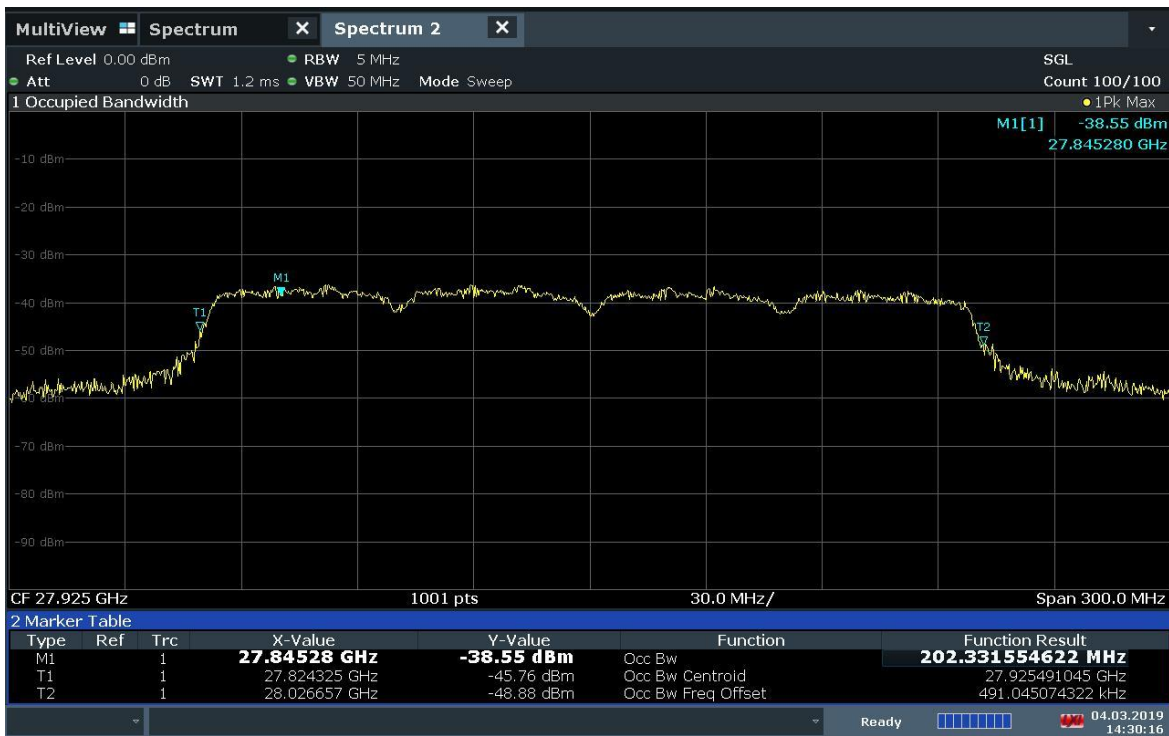 MultiView Spectrum X Spectrum 2 X
Ref Level 0.00 dBm RBW 5 MHz SGL
Att 0 dB SWT 1.2 ms VBW 50 MHz Mode Sweep Count 100/100
1 Occupied Bandwidth 1Pk Max
M1[1] -38.55 dBm
27.845280 GHz
-10 dBm
-20 dBm
-30 dBm
M1
-40 dBm
T1
T2
-50 dBm
-60 dBm
-70 dBm
-80 dBm
-90 dBm
CF 27.925 GHz 1001 pts 30.0 MHz/ Span 300.0 MHz
2 Marker Table
Type Ref Trc X-Value Y-Value Function Function Result
M1 1 27.84528 GHz -38.55 dBm Occ Bw 202.331554622 MHz
T1 1 27.824325 GHz -45.76 dBm Occ Bw Centroid 27.925491045 GHz
T2 1 28.026657 GHz -48.88 dBm Occ Bw Freq Offset 491.045074322 kHz
Ready LXI 04.03.2019
14:30:16